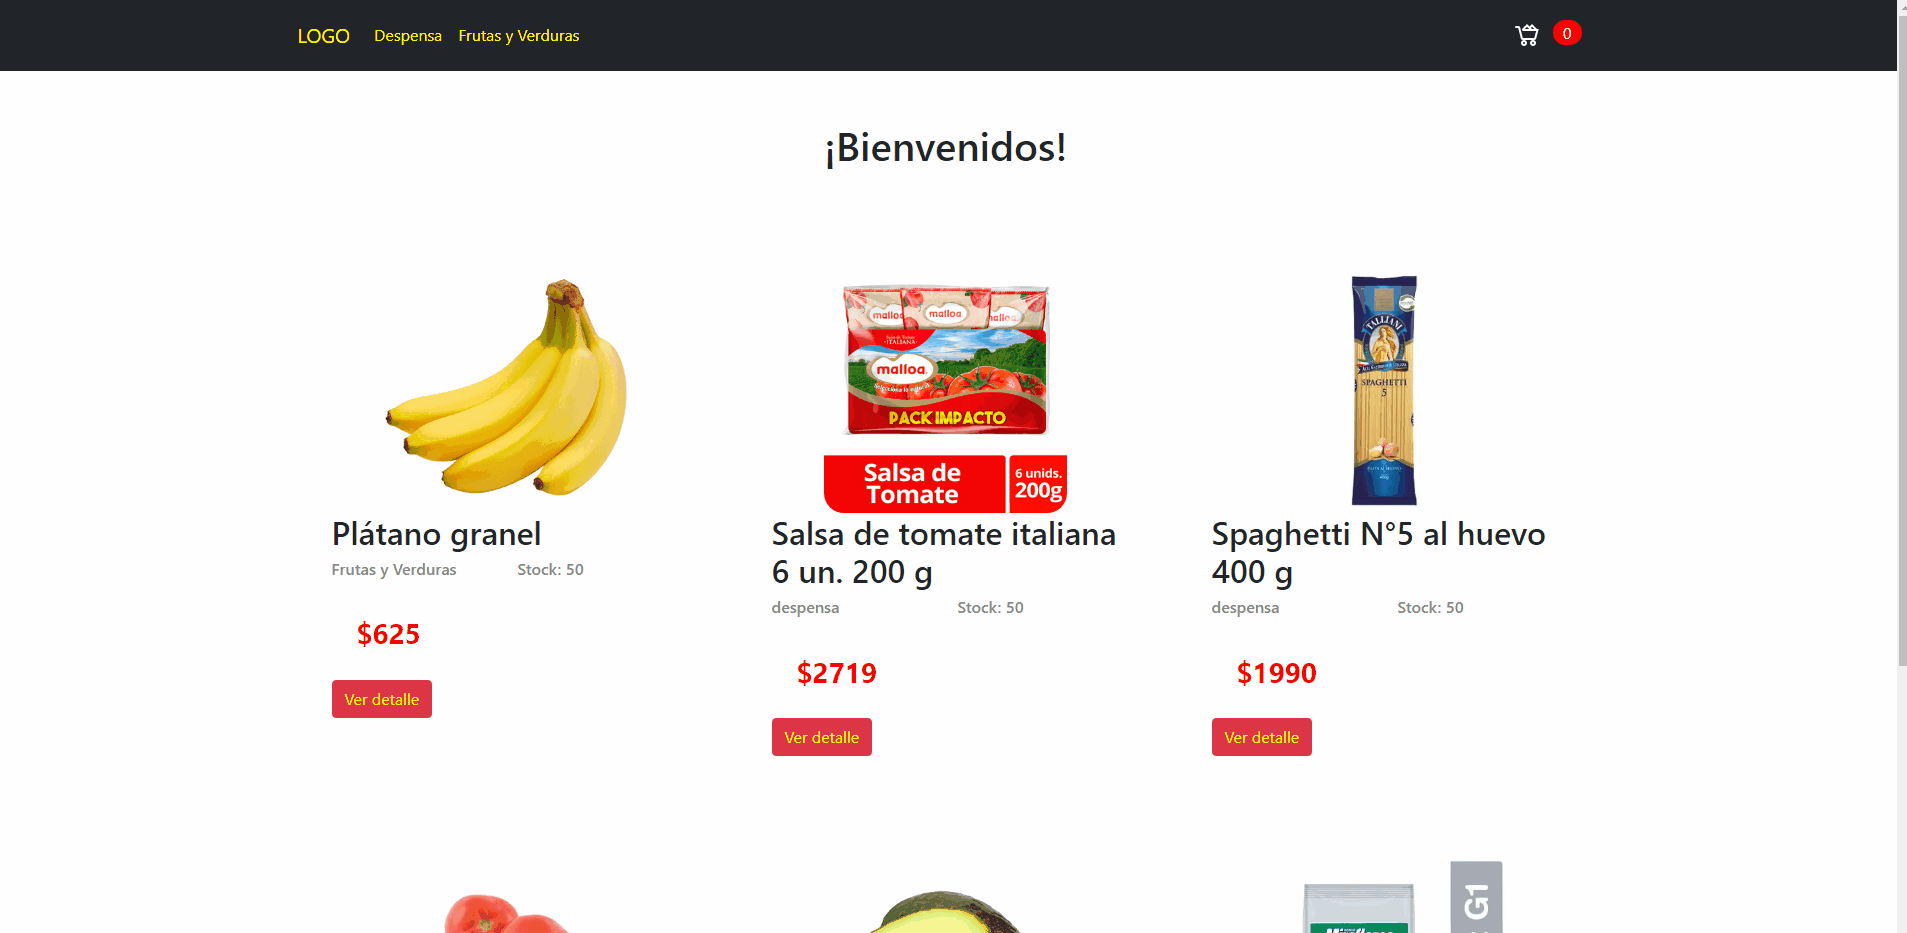 LOGO Despensa Frutas y Verduras 0
¡Bienvenidos!
malloa malloa
ITALIANA
malloa.
PACK IMPACTO
Salsa de
Tomate
6 unids.
200g
TALLIANI
SPAGHETTI
5
Plátano granel
Frutas y Verduras Stock: 50
$625
Ver detalle
Salsa de tomate italiana
6 un. 200 g
despensa Stock: 50
$2719
Ver detalle
Spaghetti N°5 al huevo
400 g
despensa Stock: 50
$1990
Ver detalle
G1